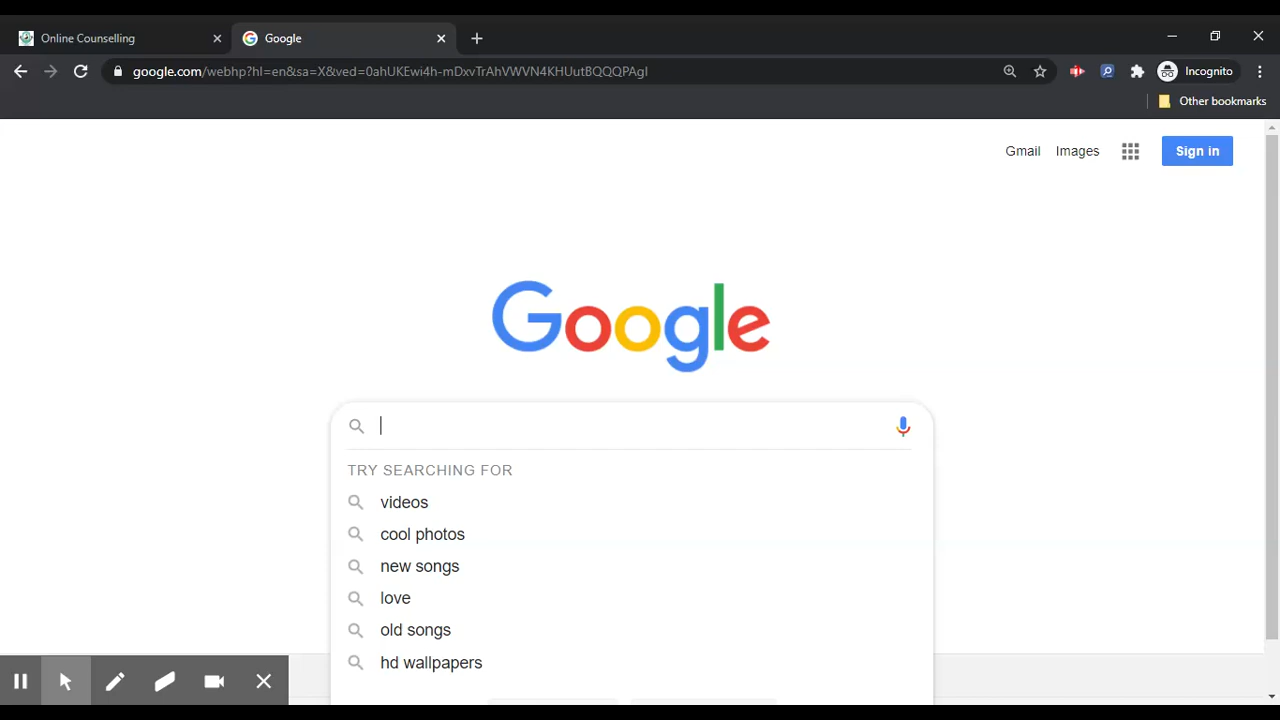 Online Counselling
Google
google.com/webhp?hl=en&sa=X&ved=0ahUKEwi4h-mDxvTrAhVWVN4KHUutBQQQPAgI
Incognito
Other bookmarks
Gmail Images Sign in
Google
TRY SEARCHING FOR
videos
cool photos
new songs
love
old songs
hd wallpapers